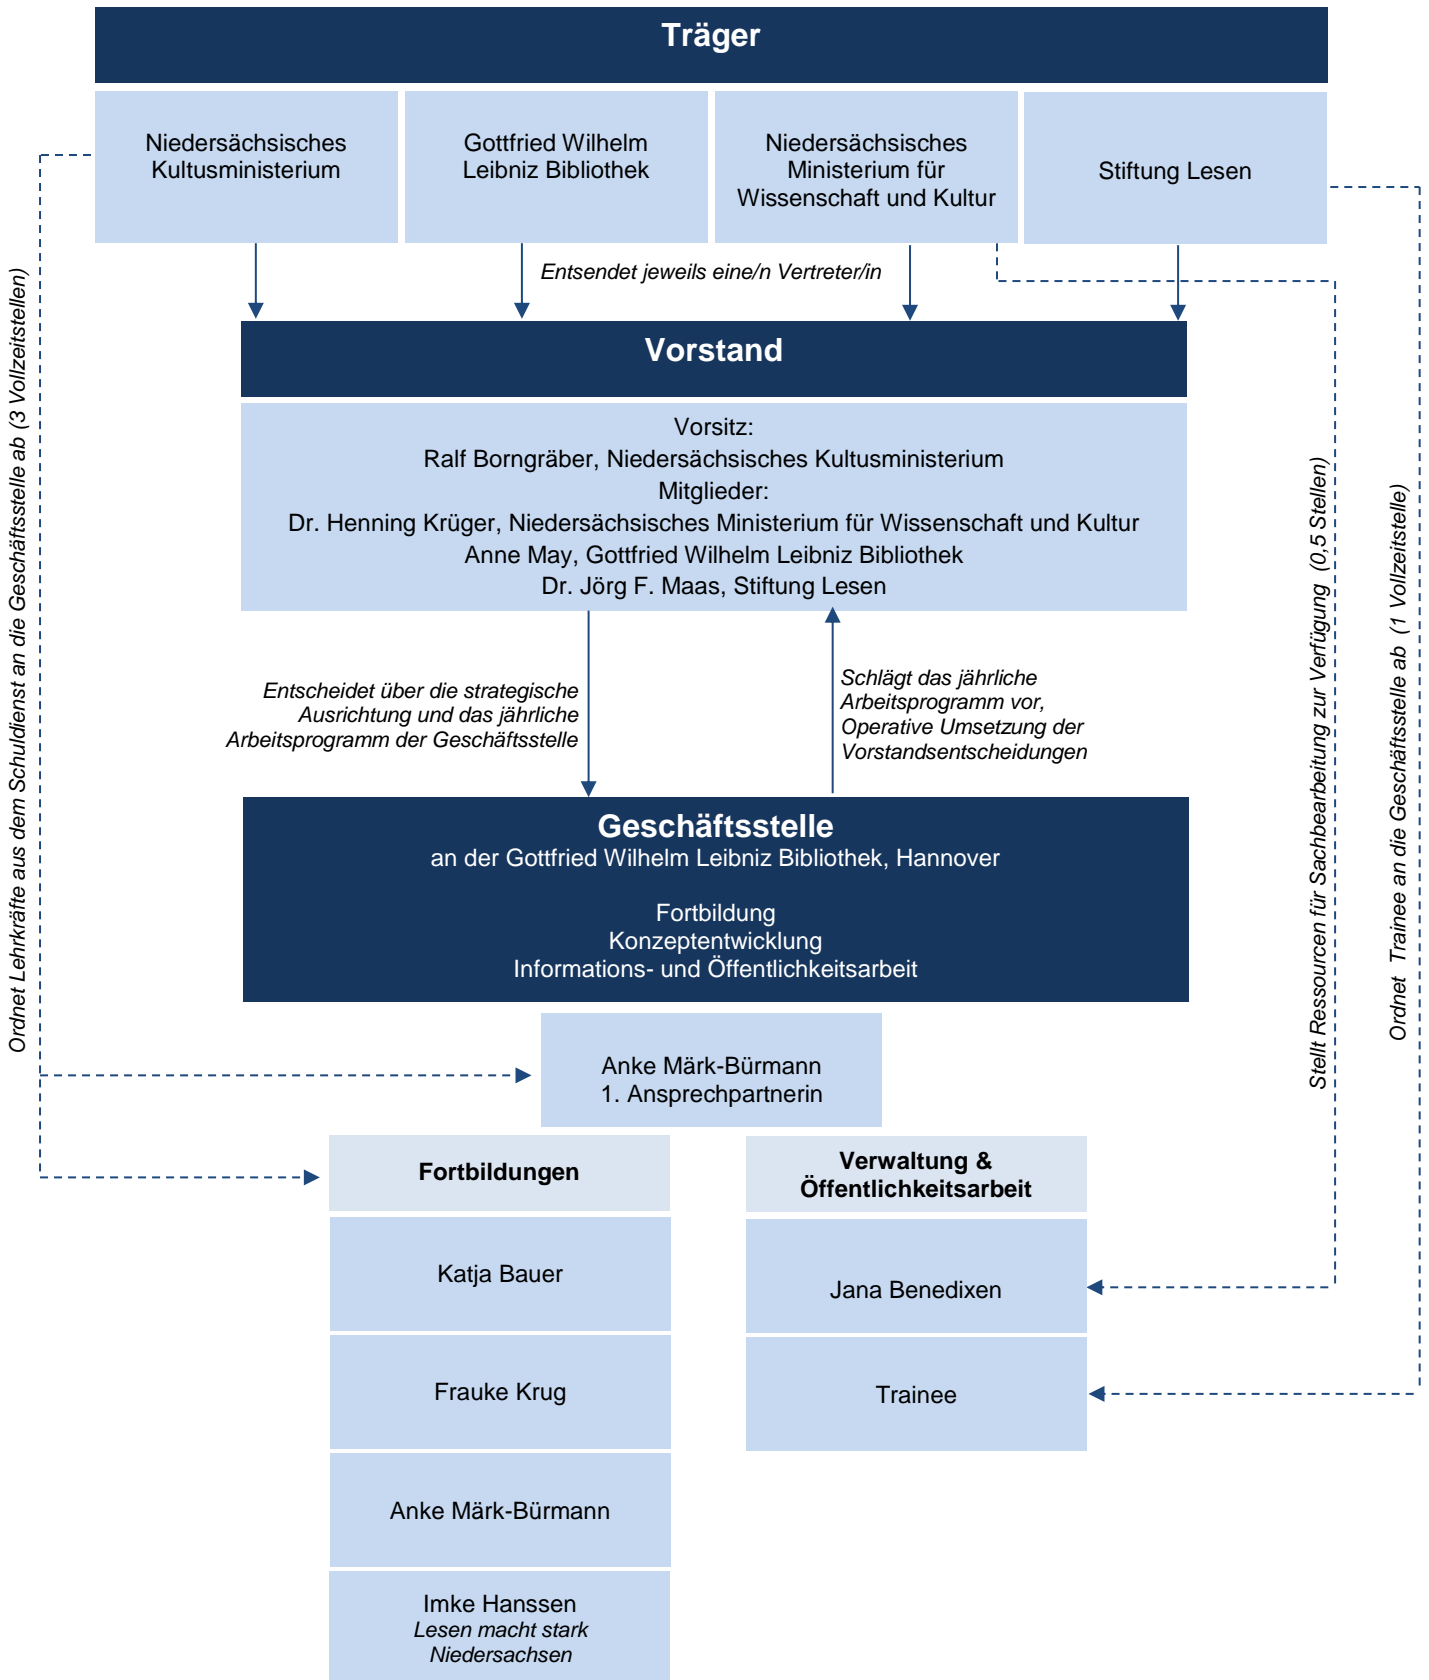 Träger
Niedersächsisches
Kultusministerium
Gottfried Wilhelm
Leibniz Bibliothek
Niedersächsisches
Ministerium für
Wissenschaft und Kultur
Stiftung Lesen
Entsendet jeweils eine/n Vertreter/in
Vorstand
Vorsitz:
Ralf Borngräber, Niedersächsisches Kultusministerium
Mitglieder:
Dr. Henning Krüger, Niedersächsisches Ministerium für Wissenschaft und Kultur
Anne May, Gottfried Wilhelm Leibniz Bibliothek
Dr. Jörg F. Maas, Stiftung Lesen
Entscheidet über die strategische
Ausrichtung und das jährliche
Arbeitsprogramm der Geschäftsstelle
Schlägt das jährliche
Arbeitsprogramm vor,
Operative Umsetzung der
Vorstandsentscheidungen
Geschäftsstelle
an der Gottfried Wilhelm Leibniz Bibliothek, Hannover
Fortbildung
Konzeptentwicklung
Informations- und Öffentlichkeitsarbeit
Anke Märk-Bürmann
1. Ansprechpartnerin
Fortbildungen
Katja Bauer
Frauke Krug
Anke Märk-Bürmann
Imke Hanssen
Lesen macht stark
Niedersachsen
Verwaltung &
Öffentlichkeitsarbeit
Jana Benedixen
Trainee
Ordnet Lehrkräfte aus dem Schuldienst an die Geschäftsstelle ab (3 Vollzeitstellen)
Stellt Ressourcen für Sachbearbeitung zur Verfügung (0,5 Stellen)
Ordnet Trainee an die Geschäftsstelle ab (1 Vollzeitstelle)